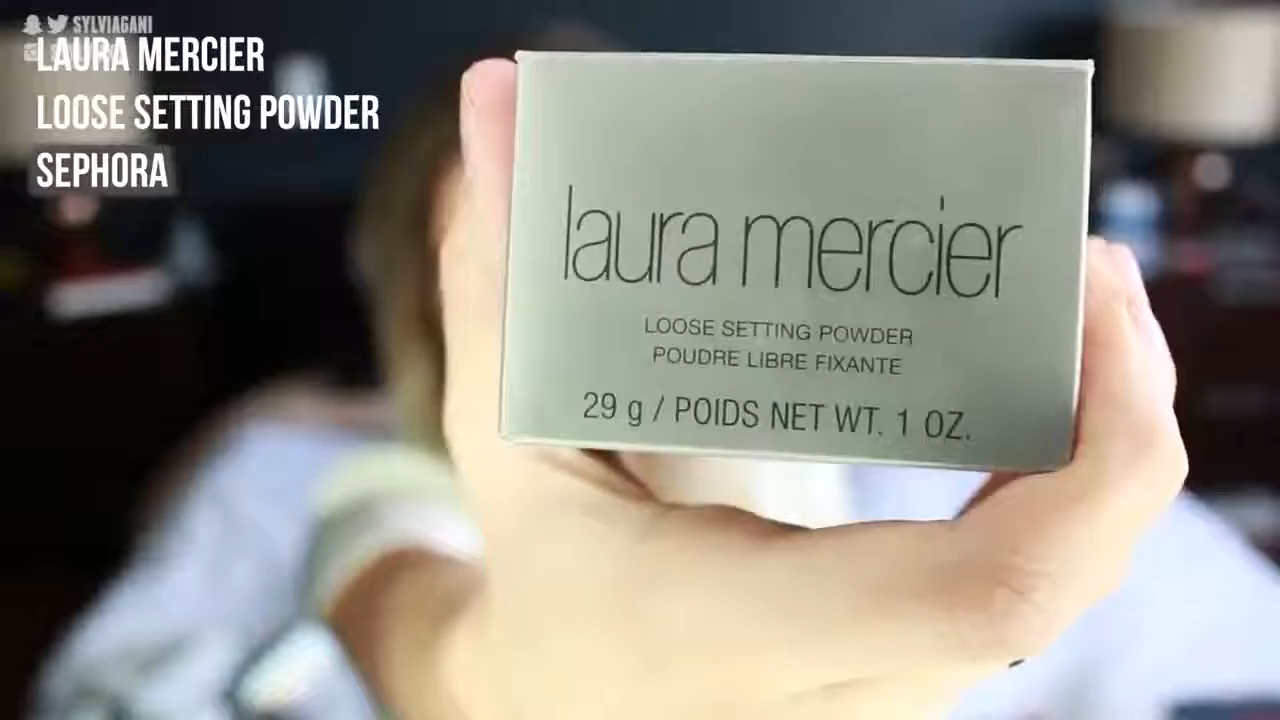 SYLVIAGANI
LAURA MERCIER
LOOSE SETTING POWDER
SEPHORA
laura mercier
LOOSE SETTING POWDER
POUDRE LIBRE FIXANTE
29 g / POIDS NET WT. 1 OZ.